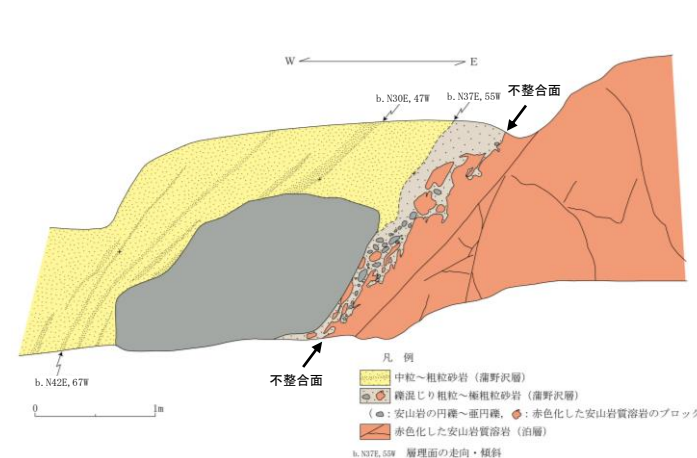 W E
不整合面
b.N30E,47W
b.N37E,55W
b.N42E,67W
不整合面
0 1m
凡 例
中粒~粗粒砂岩（蒲野沢層）
礫混じり粗粒~極粗粒砂岩（蒲野沢層）
（ :安山岩の円礫~亜円礫, :赤色化した安山岩質溶岩のブロック
赤色化した安山岩質溶岩（泊層）
b.N37E,55W 層理面の走向・傾斜